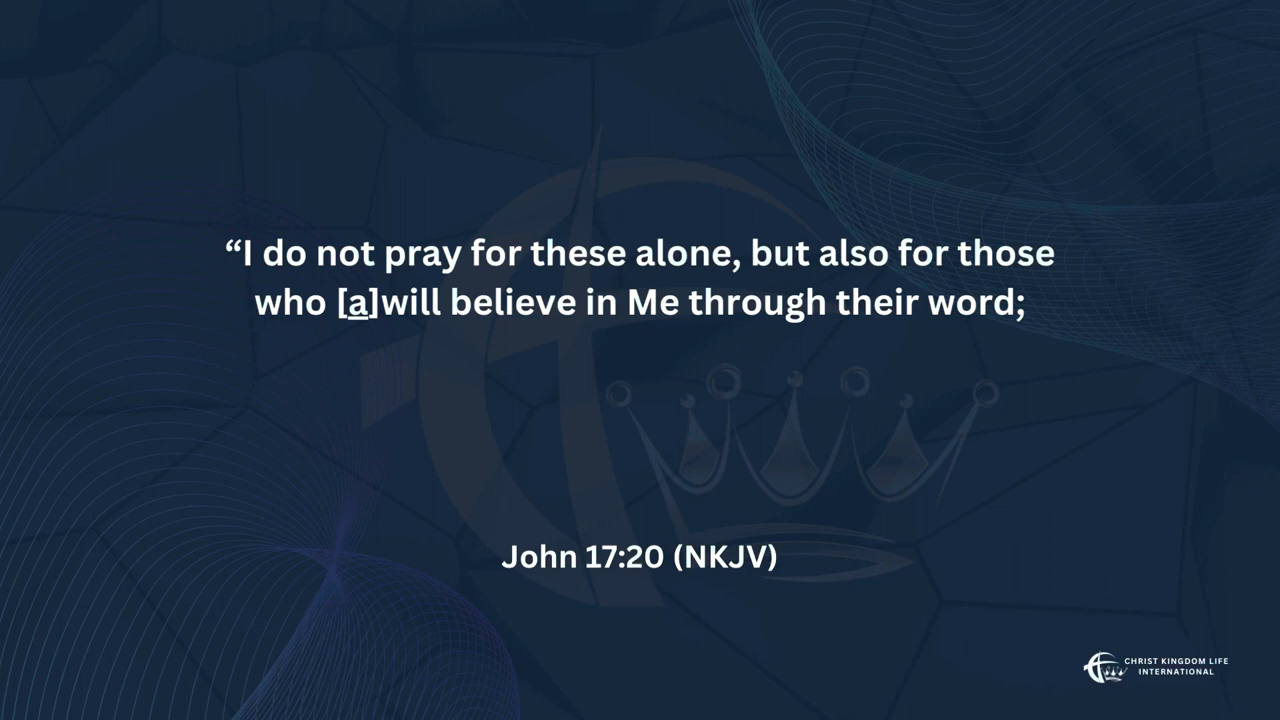 “I do not pray for these alone, but also for those
who [a]will believe in Me through their word;
John 17:20 (NKJV)
CHRIST KINGDOM LIFE
INTERNATIONAL